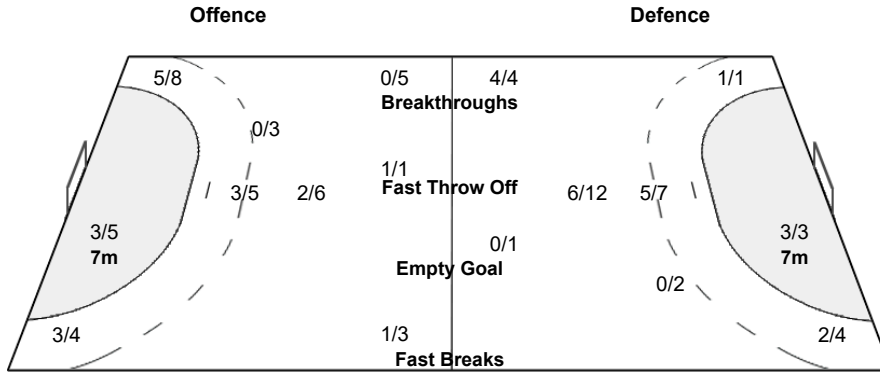 Offence Defence
5/8 0/5 4/4 1/1
Breakthroughs
0/3
1/1
Fast Throw Off
3/5 2/6 6/12 5/7
3/5 3/3
0/1
7m 7m
Empty Goal
0/2
3/4 1/3 2/4
Fast Breaks